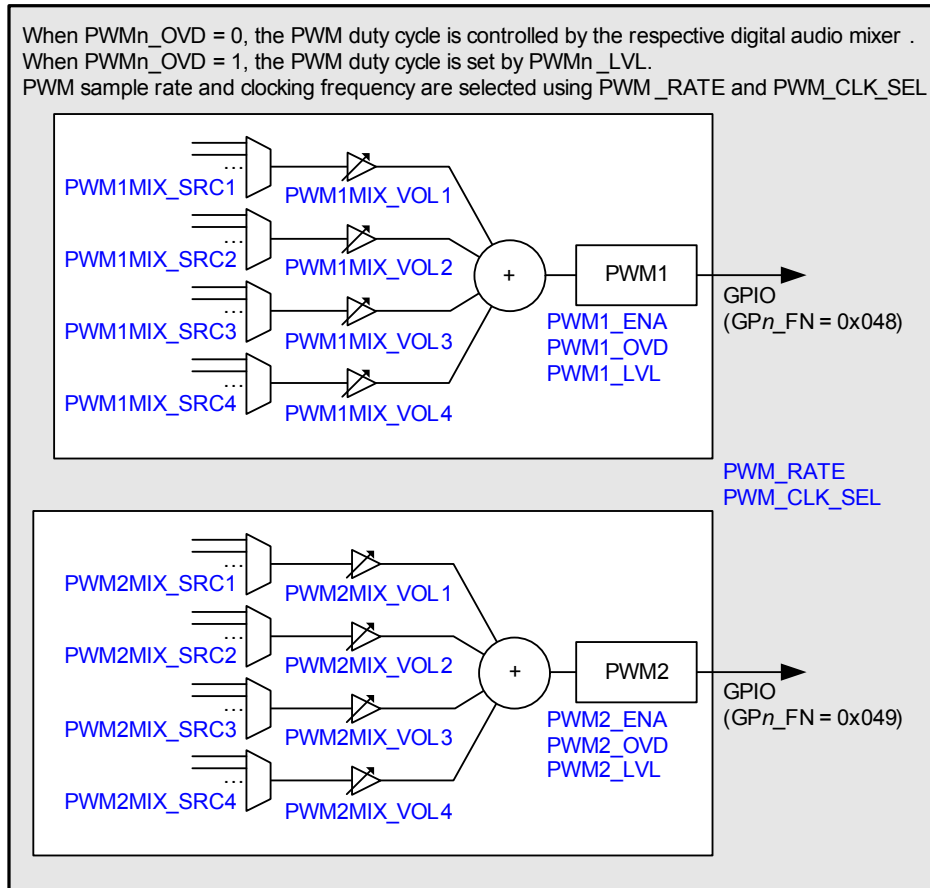 When PWMn_OVD = 0, the PWM duty cycle is controlled by the respective digital audio mixer .
When PWMn_OVD = 1, the PWM duty cycle is set by PWMn _LVL.
PWM sample rate and clocking frequency are selected using PWM _RATE and PWM_CLK_SEL
...
PWM1MIX_SRC1
PWM1MIX_VOL1
...
PWM1MIX_SRC2
PWM1MIX_VOL2
...
PWM1MIX_SRC3
PWM1MIX_VOL3
...
PWM1MIX_SRC4
PWM1MIX_VOL4
+
PWM1
PWM1_ENA
PWM1_OVD
PWM1_LVL
GPIO
(GPn_FN = 0x048)
PWM_RATE
PWM_CLK_SEL
...
PWM2MIX_SRC1
PWM2MIX_VOL1
...
PWM2MIX_SRC2
PWM2MIX_VOL2
...
PWM2MIX_SRC3
PWM2MIX_VOL3
...
PWM2MIX_SRC4
PWM2MIX_VOL4
+
PWM2
PWM2_ENA
PWM2_OVD
PWM2_LVL
GPIO
(GPn_FN = 0x049)